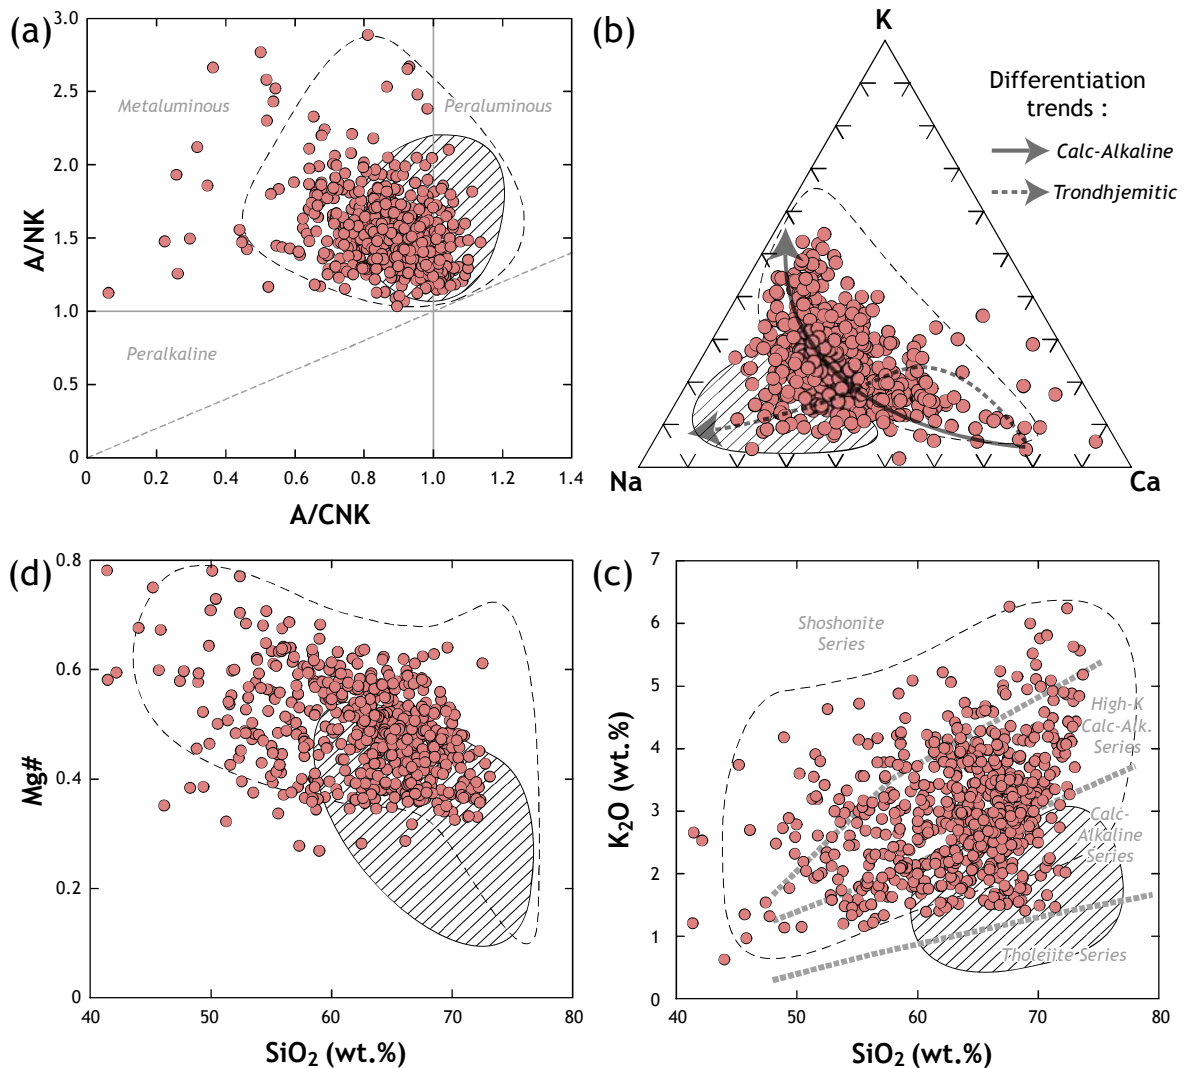 (a)
3.0
2.5
2.0
1.5
1.0
0.5
0
Metaluminous
Peraluminous
Peralkaline
A/NK
0
0.2
0.4
0.6
0.8
1.0
1.2
1.4
A/CNK
(b)
K
Differentiation
trends :
Calc-Alkaline
Trondhjemitic
Na
Ca
(d)
0.8
0.6
0.4
0.2
0
Mg#
40
50
60
70
80
SiO₂ (wt.%)
(c)
7
6
5
4
3
2
1
0
K₂O (wt.%)
Shoshonite
Series
High-K
Calc-Alk.
Series
Calc-
Alkaline
Series
Tholeiite Series
40
50
60
70
80
SiO₂ (wt.%)